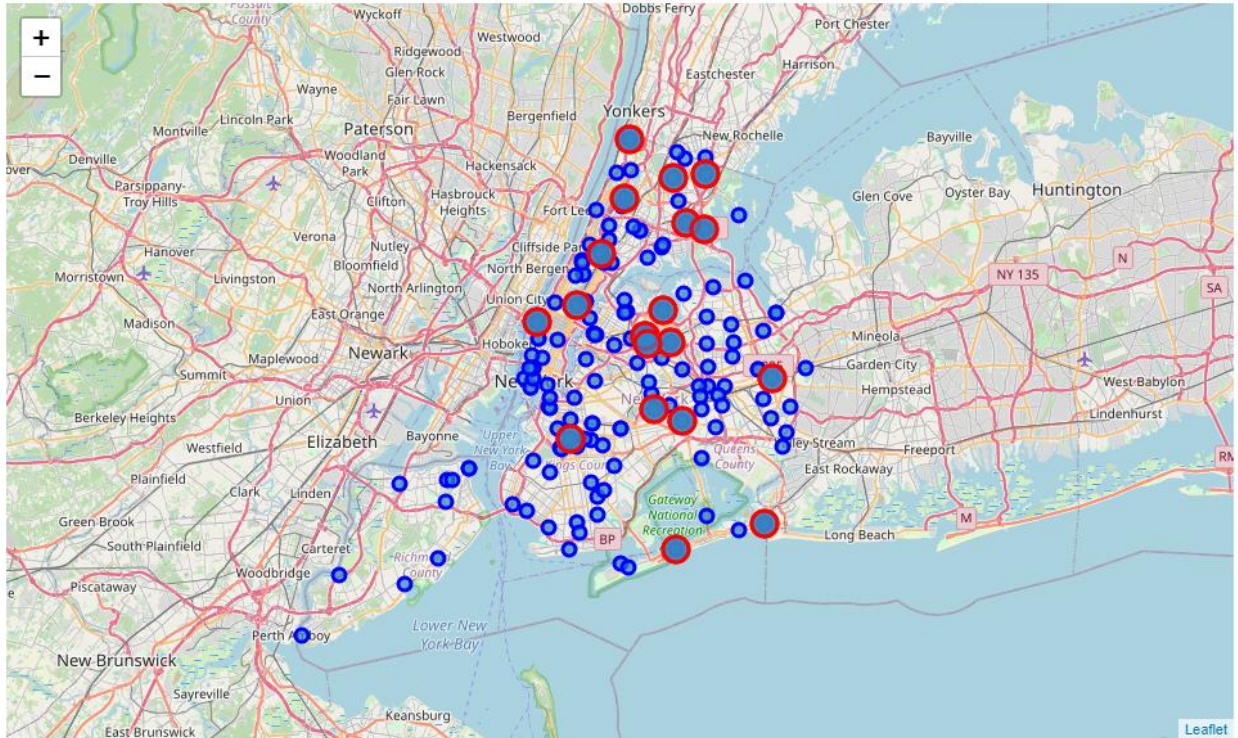 +
−
Passaic
County
Wyckoff
Dobbs Ferry
Port Chester
Westwood
Ridgewood
Glen Rock
Harrison
Eastchester
Wayne
Fair Lawn
Lincoln Park
Bergenfield
Yonkers
Montville
Paterson
New Rochelle
Bayville
Denville
Woodland
Park
Hackensack
Parsippany-
Troy Hills
Clifton
Hasbrouck
Heights
Fort Lee
Glen Cove
Oyster Bay
Huntington
Verona
Nutley
Cliffside Park
Hanover
Livingston
Bloomfield
North Bergen
N
Morristown
North Arlington
NY 135
East Orange
Union City
SA
Madison
Mineola
Summit
Newark
Hoboken
Garden City
Maplewood
New York
Hempstead
West Babylon
Union
New York
Berkeley Heights
Lindenhurst
Elizabeth
Bayonne
Upper
New York
Bay
Valley Stream
Freeport
Westfield
Kings County
Queens
County
East Rockaway
RM
Plainfield
Clark
Linden
Gateway
National
Recreation
M
Green Brook
Carteret
Long Beach
South Plainfield
BP
Richmond
County
Woodbridge
Piscataway
Perth Amboy
Lower New
York Bay
New Brunswick
Sayreville
Keansburg
East Brunswick
Leaflet